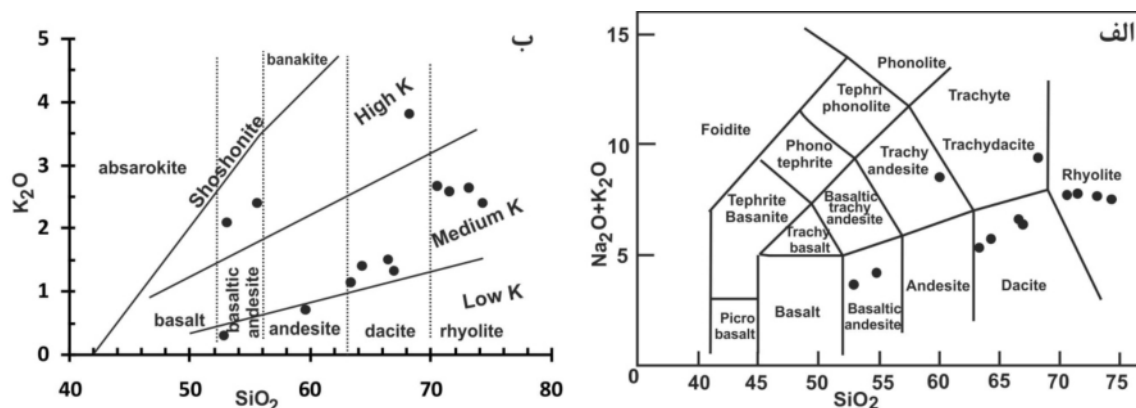 ب
5
4
3
2
1
0
K₂O
absarokite
Shoshonite
banakite
High K
Medium K
Low K
basalt
basaltic
andesite
andesite
dacite
rhyolite
40
50
60
70
80
SiO₂
الف
15
10
5
0
Na₂O+K₂O
Foidite
Phonolite
Tephri
phonolite
Phono
tephrite
Tephrite
Basanite
Trachy
basalt
Basaltic
trachy
andesite
Trachy
andesite
Trachyte
Trachydacite
Rhyolite
Picro
basalt
Basalt
Basaltic
andesite
Andesite
Dacite
40
45
50
55
60
65
70
75
SiO₂